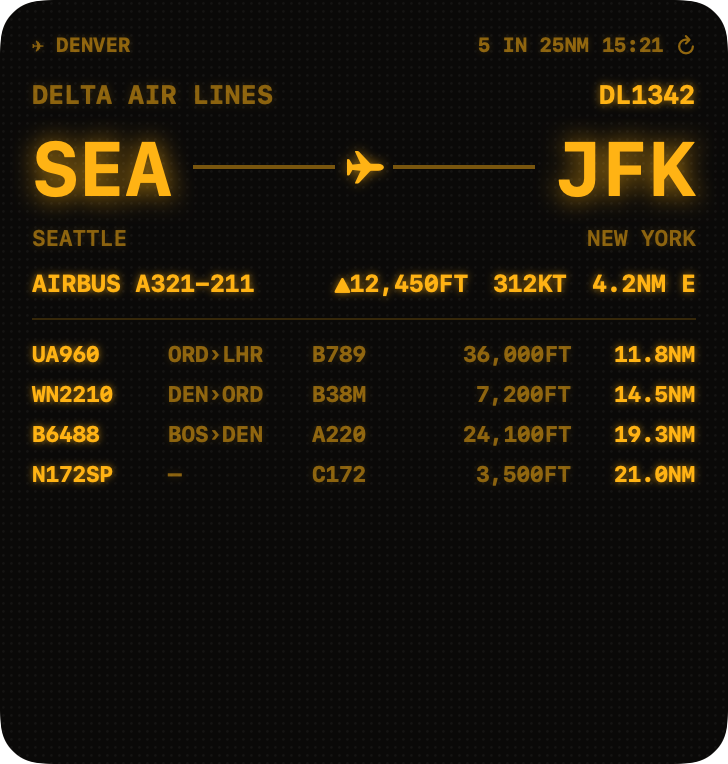 ✈ DENVER 5 IN 25NM 15:21 ↻
DELTA AIR LINES DL1342
SEA ✈ JFK
SEATTLE NEW YORK
AIRBUS A321–211 ▲12,450FT 312KT 4.2NM E
UA960 ORD›LHR B789 36,000FT 11.8NM
WN2210 DEN›ORD B38M 7,200FT 14.5NM
B6488 BOS›DEN A220 24,100FT 19.3NM
N172SP — C172 3,500FT 21.0NM